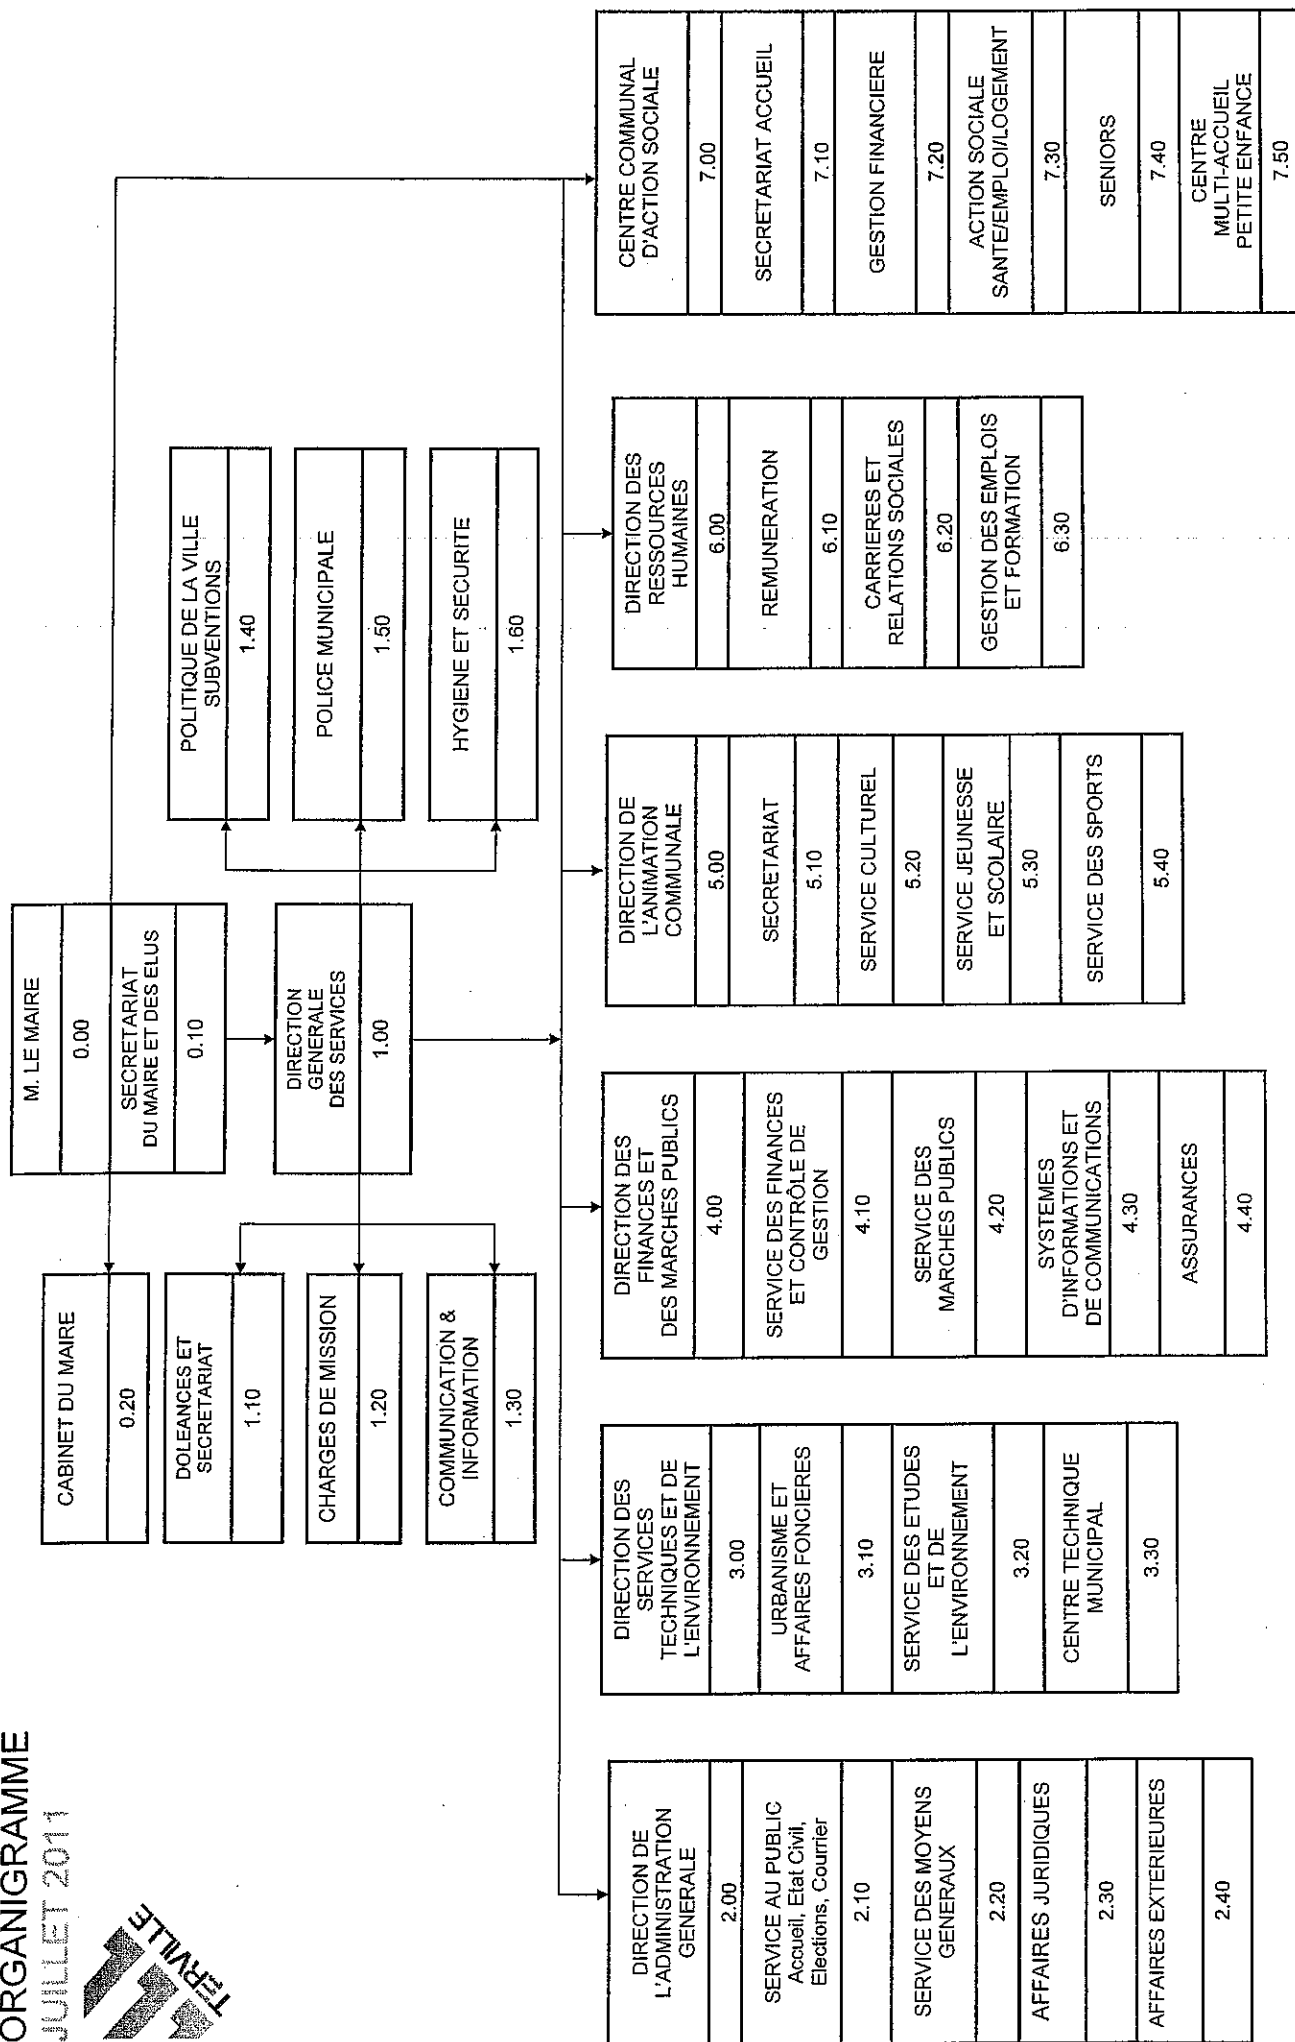 ORGANIGRAMME
JUILLET 2011
TERVILLE
M. LE MAIRE
0.00
SECRETARIAT
DU MAIRE ET DES ELUS
0.10
CABINET DU MAIRE
0.20
DIRECTION
GENERALE
DES SERVICES
1.00
DOLEANCES ET
SECRETARIAT
1.10
CHARGES DE MISSION
1.20
COMMUNICATION &
INFORMATION
1.30
POLITIQUE DE LA VILLE
SUBVENTIONS
1.40
POLICE MUNICIPALE
1.50
HYGIENE ET SECURITE
1.60
DIRECTION DE
L'ADMINISTRATION
GENERALE
2.00
SERVICE AU PUBLIC
Accueil, Etat Civil,
Elections, Courrier
2.10
SERVICE DES MOYENS
GENERAUX
2.20
AFFAIRES JURIDIQUES
2.30
AFFAIRES EXTERIEURES
2.40
DIRECTION DES
SERVICES
TECHNIQUES ET DE
L'ENVIRONNEMENT
3.00
URBANISME ET
AFFAIRES FONCIERES
3.10
SERVICE DES ETUDES
ET DE
L'ENVIRONNEMENT
3.20
CENTRE TECHNIQUE
MUNICIPAL
3.30
DIRECTION DES
FINANCES ET
DES MARCHES PUBLICS
4.00
SERVICE DES FINANCES
ET CONTRÔLE DE
GESTION
4.10
SERVICE DES
MARCHES PUBLICS
4.20
SYSTEMES
D'INFORMATIONS ET
DE COMMUNICATIONS
4.30
ASSURANCES
4.40
DIRECTION DE
L'ANIMATION
COMMUNALE
5.00
SECRETARIAT
5.10
SERVICE CULTUREL
5.20
SERVICE JEUNESSE
ET SCOLAIRE
5.30
SERVICE DES SPORTS
5.40
DIRECTION DES
RESSOURCES
HUMAINES
6.00
REMUNERATION
6.10
CARRIERES ET
RELATIONS SOCIALES
6.20
GESTION DES EMPLOIS
ET FORMATION
6.30
CENTRE COMMUNAL
D'ACTION SOCIALE
7.00
SECRETARIAT ACCUEIL
7.10
GESTION FINANCIERE
7.20
ACTION SOCIALE
SANTE/EMPLOI/LOGEMENT
7.30
SENIORS
7.40
CENTRE
MULTI-ACCUEIL
PETITE ENFANCE
7.50